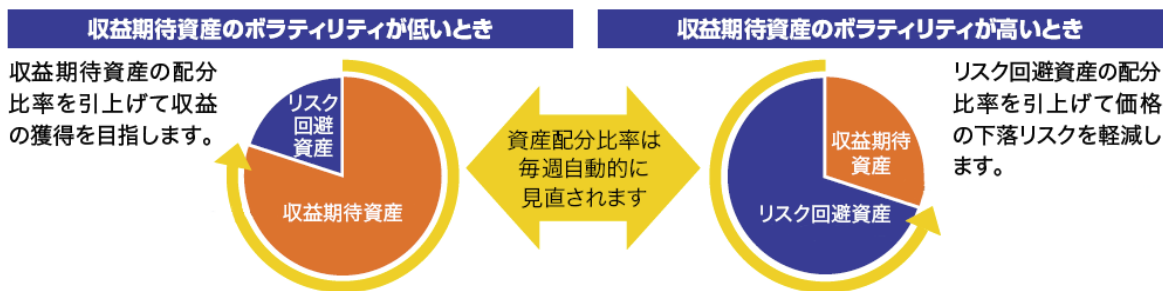 収益期待資産のボラティリティが低いとき
収益期待資産の配分
比率を引上げて収益
の獲得を目指します。
リスク
回避
資産
収益期待資産
資産配分比率は
毎週自動的に
見直されます
収益期待資産のボラティリティが高いとき
収益期待
資産
リスク回避資産
リスク回避資産の配分
比率を引上げて価格
の下落リスクを軽減し
ます。